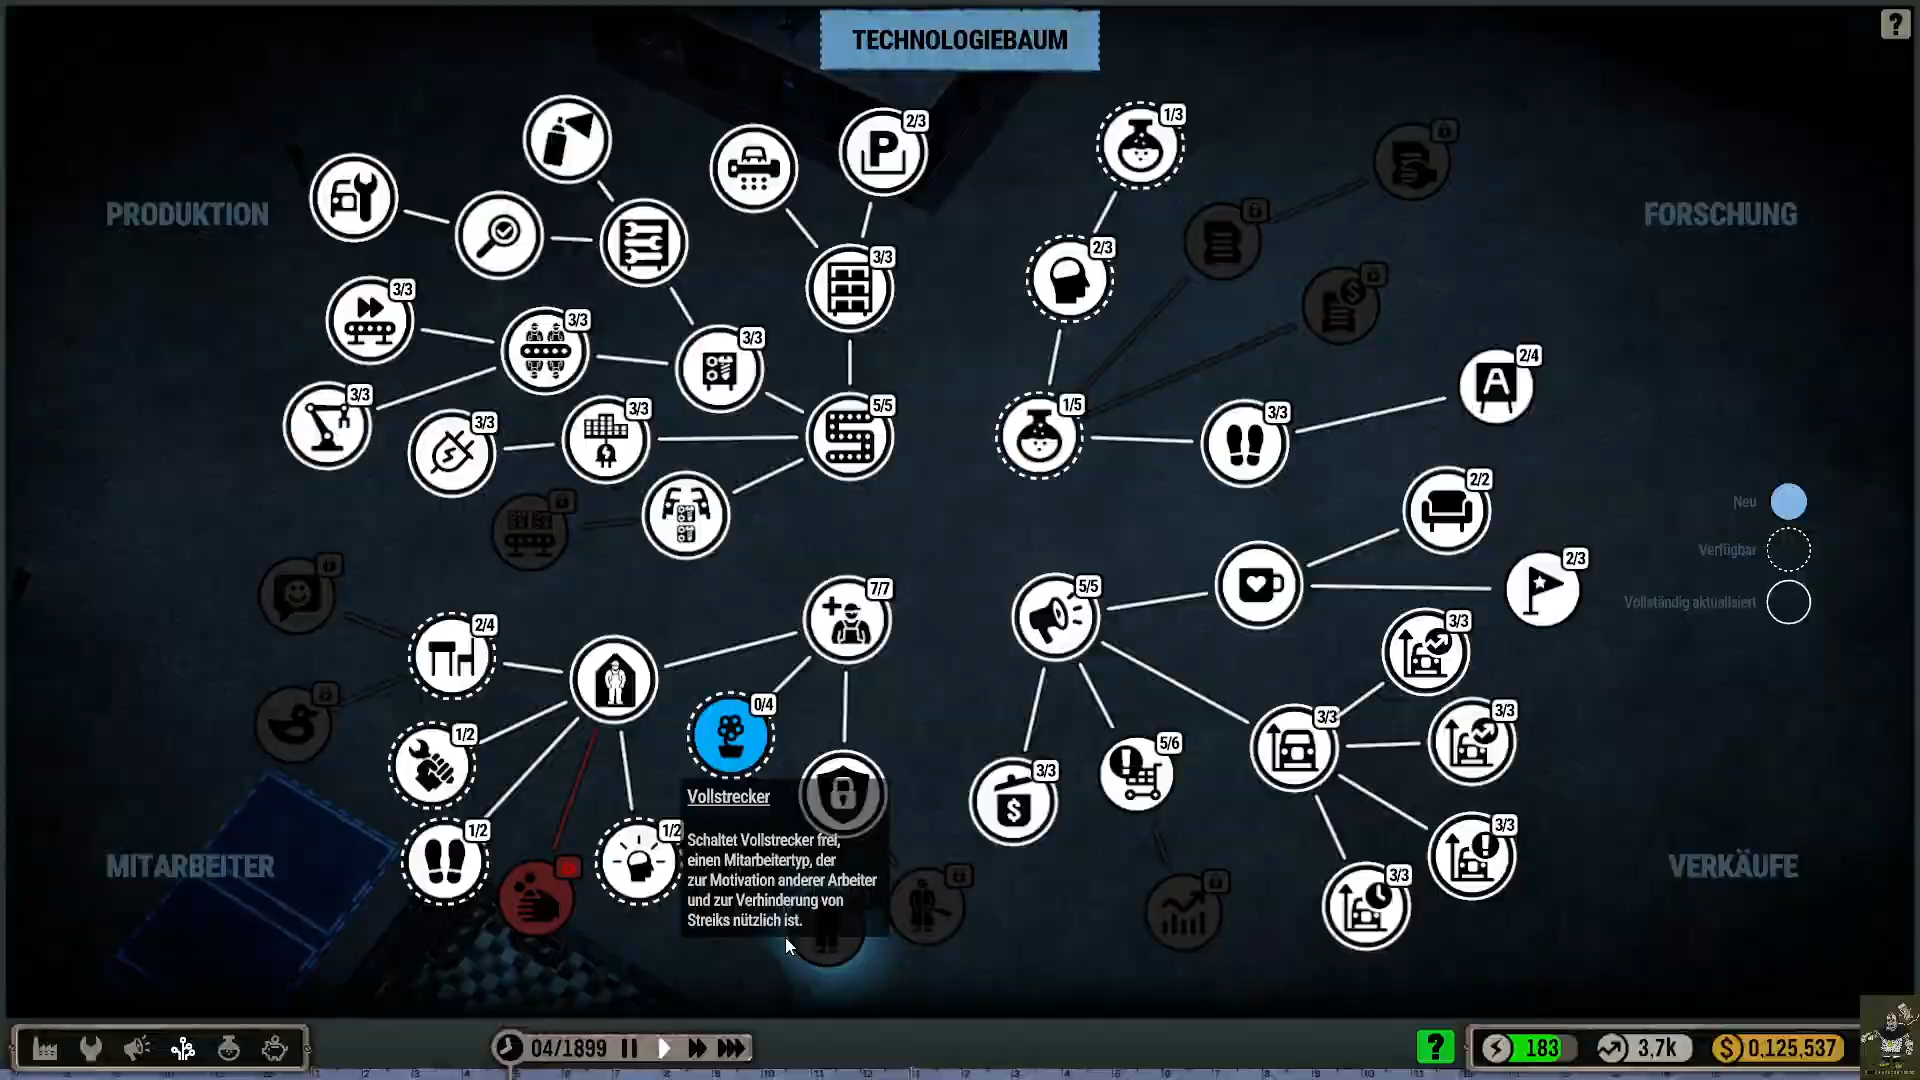 TECHNOLOGIEBAUM
?
PRODUKTION
FORSCHUNG
2/3
P
3/3
3/3
3/3
3/3
3/3
3/3
3/3
5/5
1/3
2/3
1/5
3/3
2/4
A
2/2
2/3
Neu
Verfügbar
Vollständig aktualisiert
2/4
7/7
5/5
3/3
1/2
0/4
3/3
5/6
3/3
3/3
1/2
1/2
3/3
3/3
Vollstrecker
Schaltet Vollstrecker frei,
einen Mitarbeitertyp, der
zur Motivation anderer Arbeiter
und zur Verhinderung von
Streiks nützlich ist.
MITARBEITER
VERKÄUFE
04/1899
?
183
3,7k
0,125,537